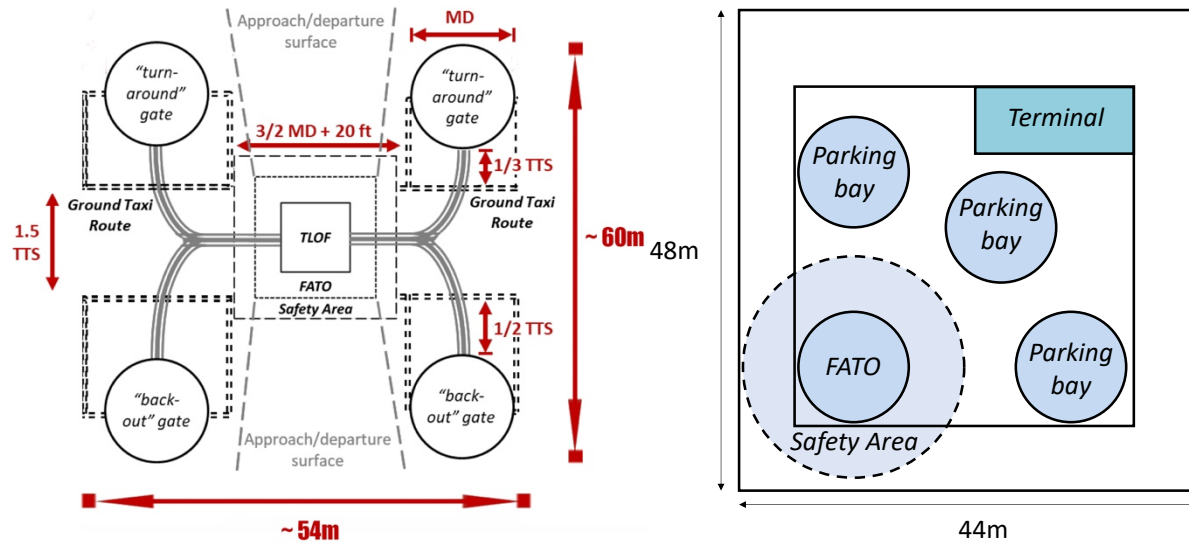 Approach/departure
surface
MD
"turn-
around"
gate
"turn-
around"
gate
3/2 MD + 20 ft
1/3 TTS
Ground Taxi
Route
Ground Taxi
Route
1.5
TTS
TLOF
FATO
Safety Area
~ 60m
1/2 TTS
"back-
out" gate
"back-
out" gate
Approach/departure
surface
~ 54m
48m
Terminal
Parking
bay
Parking
bay
FATO
Parking
bay
Safety Area
44m